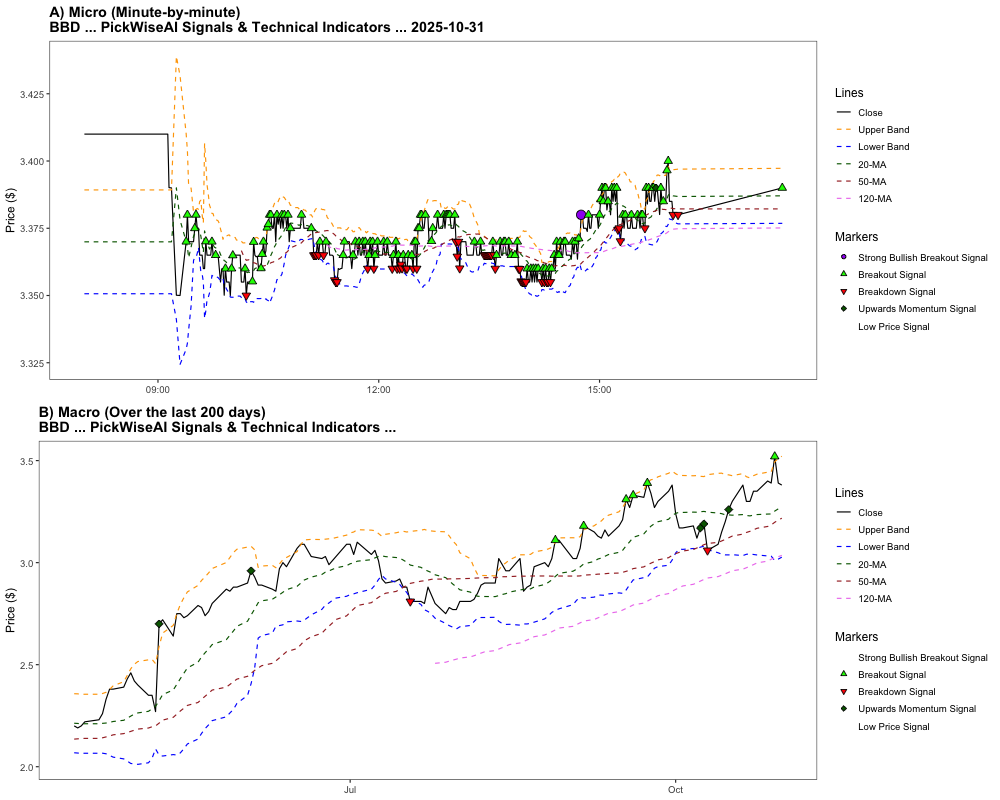 A) Micro (Minute-by-minute)
BBD ... PickWiseAI Signals & Technical Indicators ... 2025-10-31
Price ($)
3.425
3.400
3.375
3.350
3.325
09:00
12:00
15:00
Lines
Close
Upper Band
Lower Band
20-MA
50-MA
120-MA
Markers
Strong Bullish Breakout Signal
Breakout Signal
Breakdown Signal
Upwards Momentum Signal
Low Price Signal
B) Macro (Over the last 200 days)
BBD ... PickWiseAI Signals & Technical Indicators ...
Price ($)
3.5
3.0
2.5
2.0
Jul
Oct
Lines
Close
Upper Band
Lower Band
20-MA
50-MA
120-MA
Markers
Strong Bullish Breakout Signal
Breakout Signal
Breakdown Signal
Upwards Momentum Signal
Low Price Signal